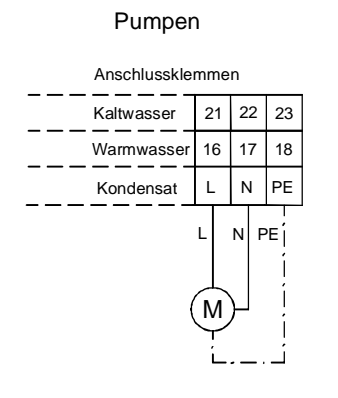 Pumpen
Anschlussklemmen
Kaltwasser 21 22 23
Warmwasser 16 17 18
Kondensat L N PE
L N PE
M